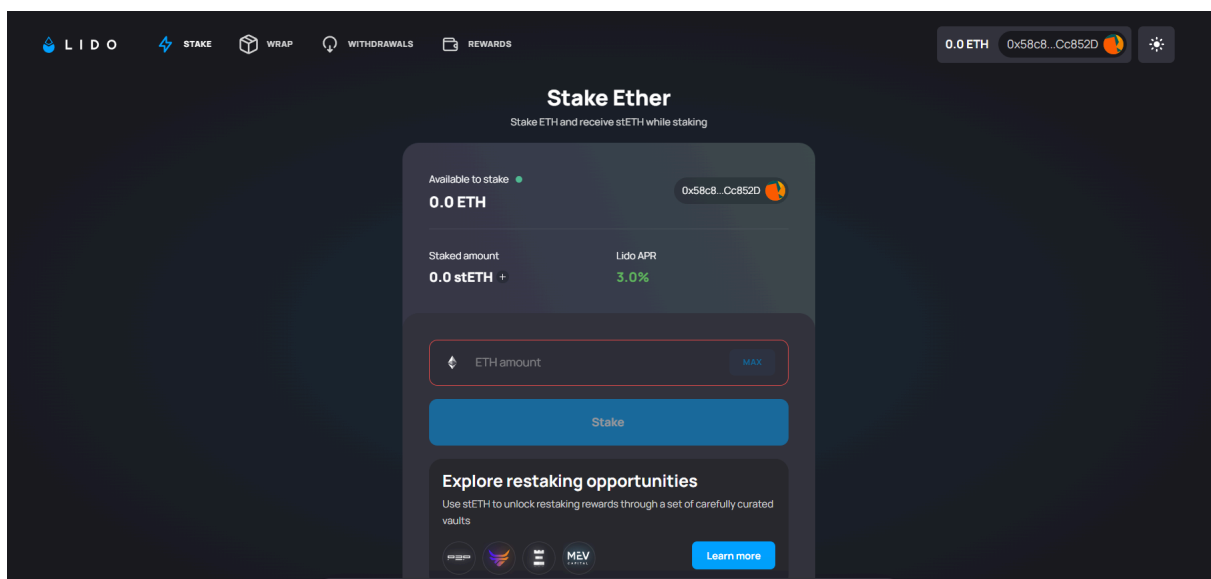 LIDO
STAKE
WRAP
WITHDRAWALS
REWARDS
0.0 ETH 0x58c8...Cc852D
Stake Ether
Stake ETH and receive stETH while staking
Available to stake
0.0 ETH
0x58c8...Cc852D
Staked amount
0.0 stETH +
Lido APR
3.0%
ETH amount
MAX
Stake
Explore restaking opportunities
Use stETH to unlock restaking rewards through a set of carefully curated
vaults
MEV
CAPITAL
Learn more